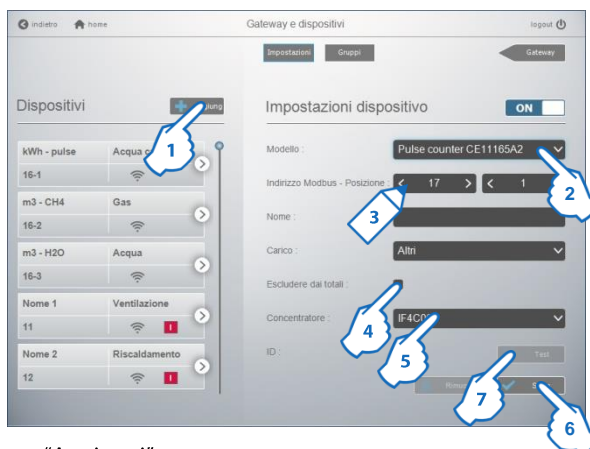 indietro home Gateway e dispositivi logout
Impostazioni Gruppi Gateway
Dispositivi
Impostazioni dispositivo ON
1
kWh - pulse
16-1
m3 - CH4 Gas
16-2
m3 - H2O Acqua
16-3
Nome 1 Ventilazione
11 I
Nome 2 Riscaldamento
12 I
Modello : Pulse counter CE11165A2
2
Indirizzo Modbus - Posizione : < 17 > < 1
3
Nome :
Carico : Altri
Escludere dai totali :
4
Concentratore :
5
ID : Test
7
6